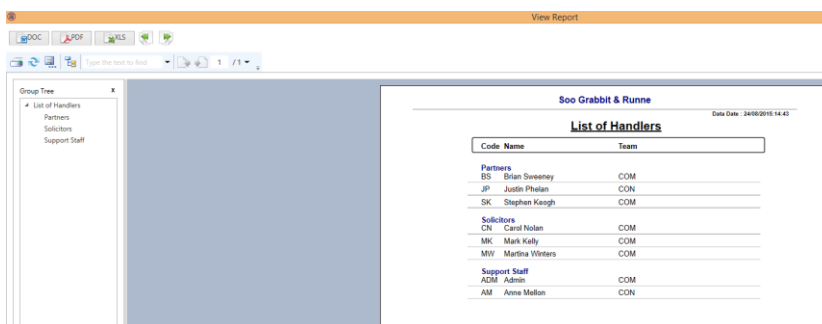 View Report
DOC PDF XLS
Type the text to find 1 /1
Group Tree x
List of Handlers
Partners
Solicitors
Support Staff
Soo Grabbit & Runne
Data Date : 24/08/2015:14:43
List of Handlers
Code Name Team
Partners
BS Brian Sweeney COM
JP Justin Phelan CON
SK Stephen Keogh COM
Solicitors
CN Carol Nolan COM
MK Mark Kelly COM
MW Martina Winters COM
Support Staff
ADM Admin COM
AM Anne Mellon CON